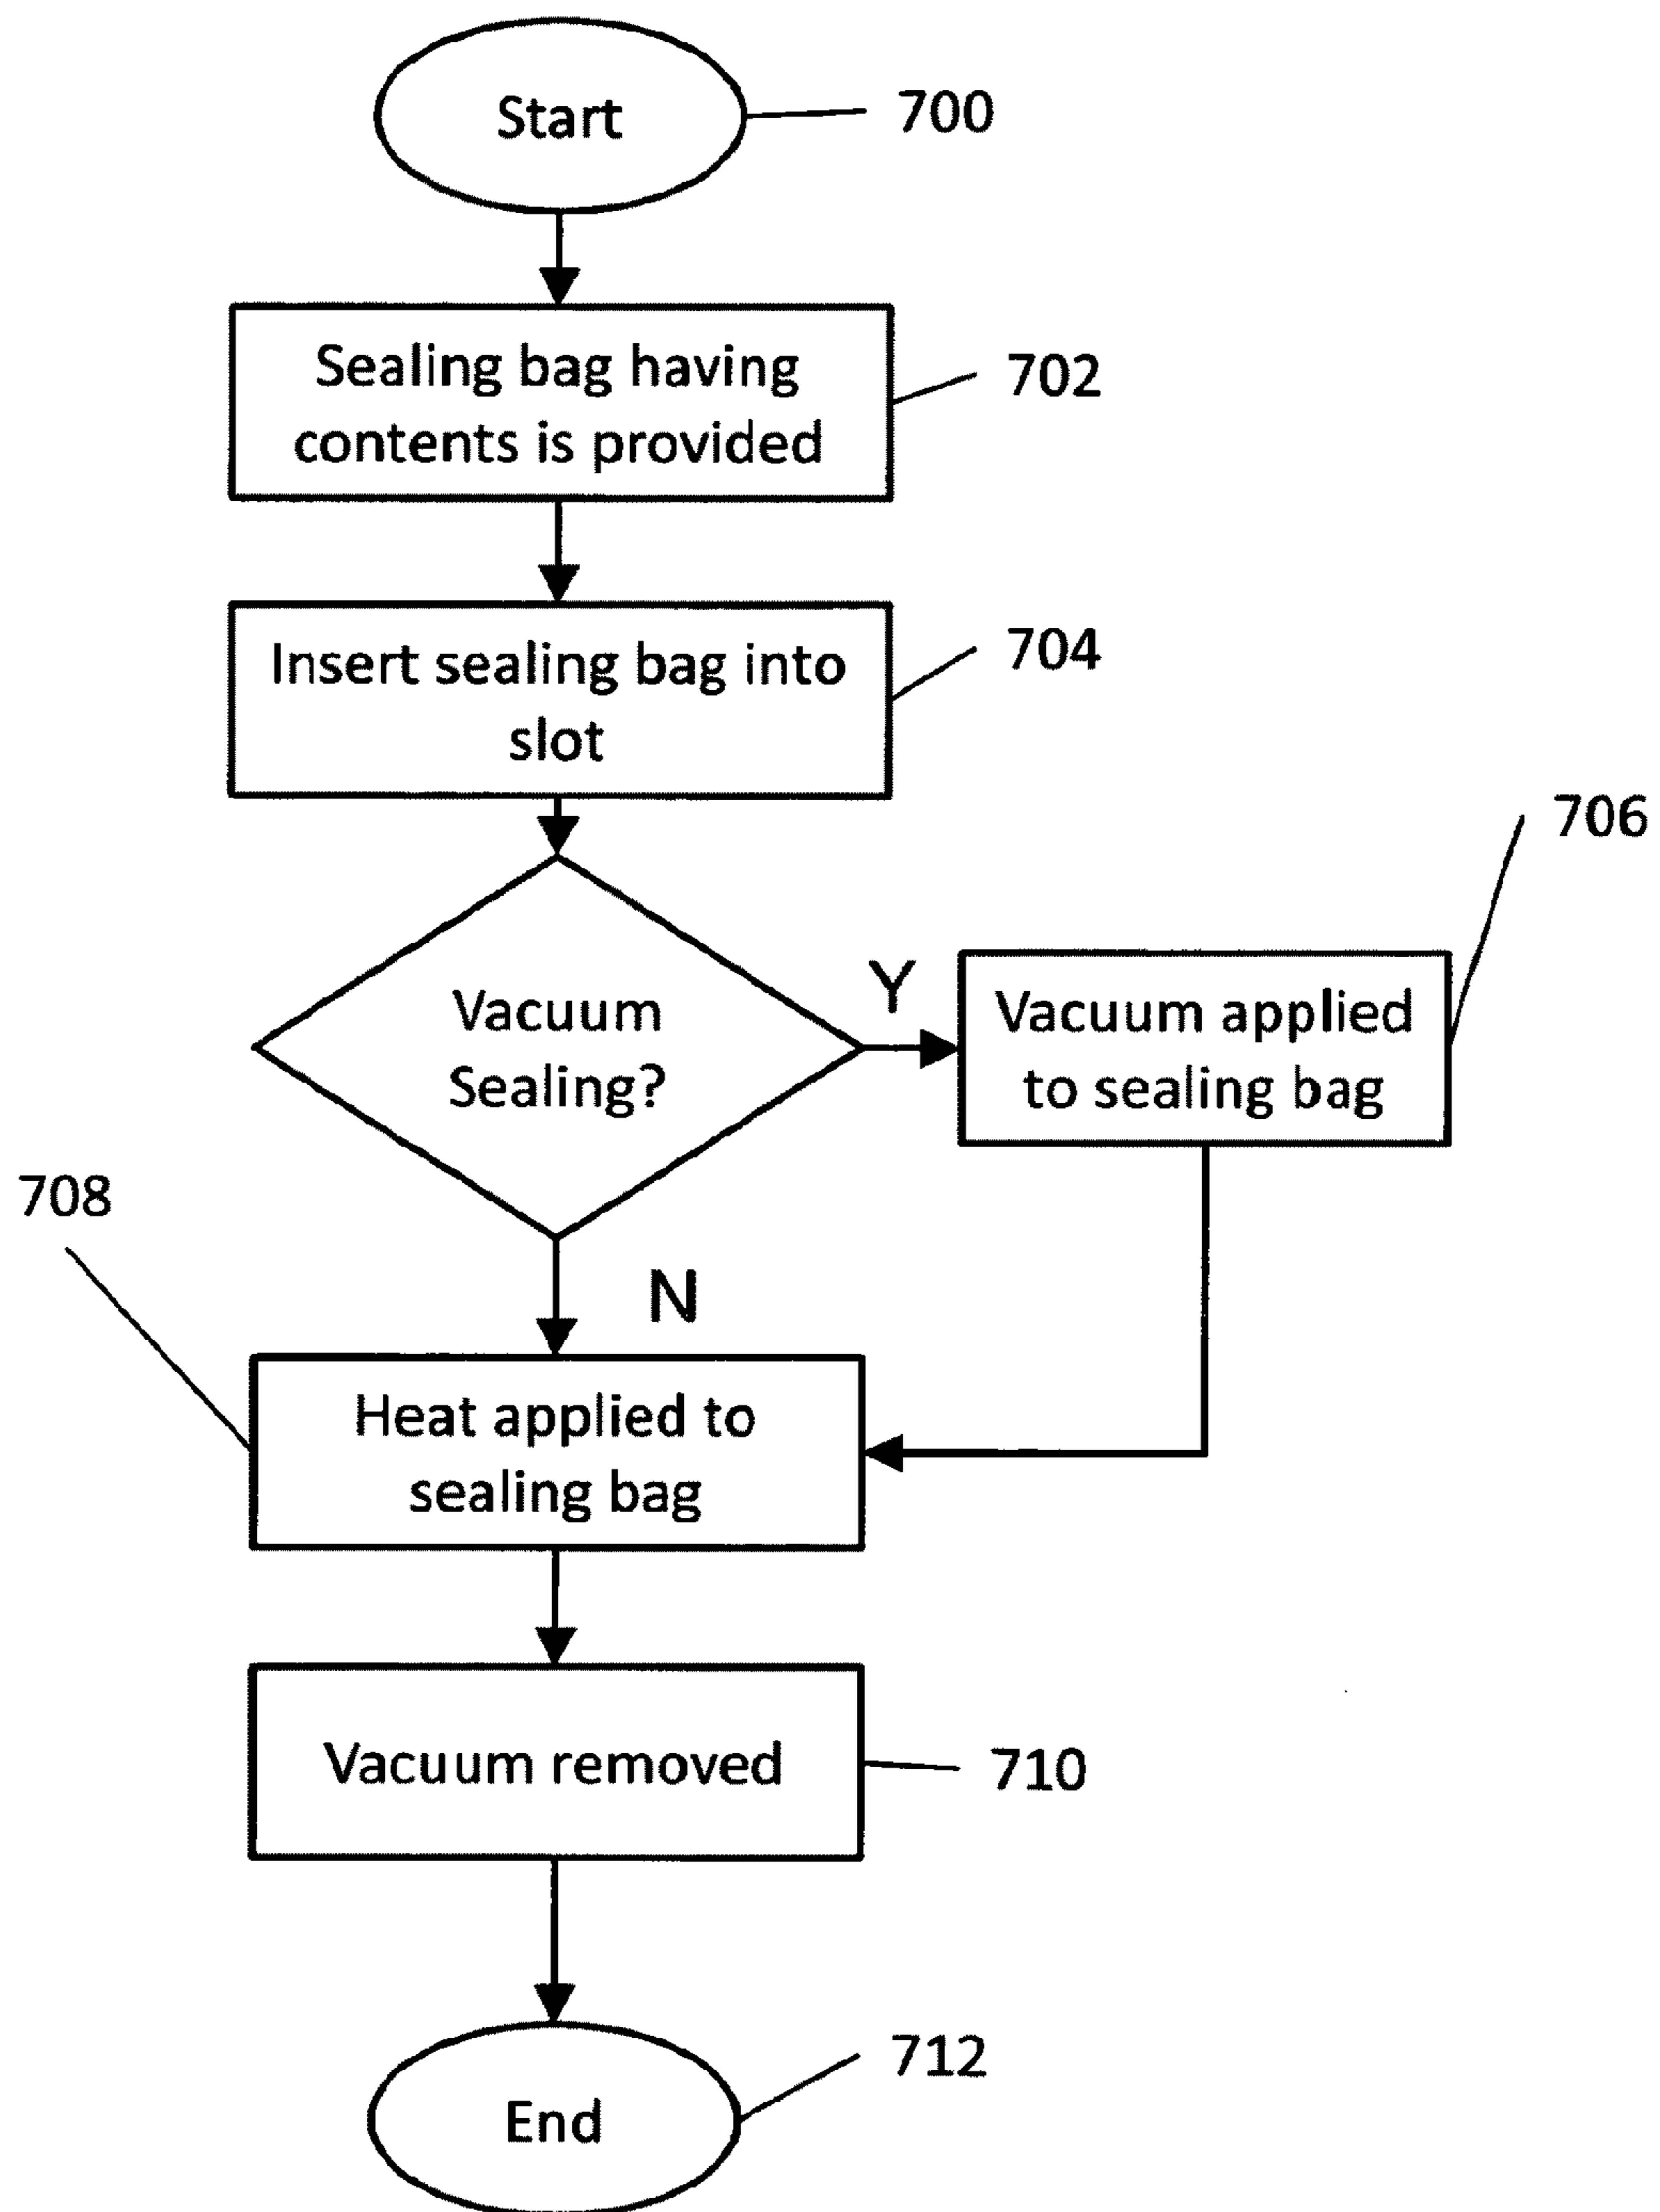 Start
700
Sealing bag having
contents is provided
702
Insert sealing bag into
slot
704
706
Vacuum
Sealing?
Y
Vacuum applied
to sealing bag
708
N
Heat applied to
sealing bag
Vacuum removed
710
712
End